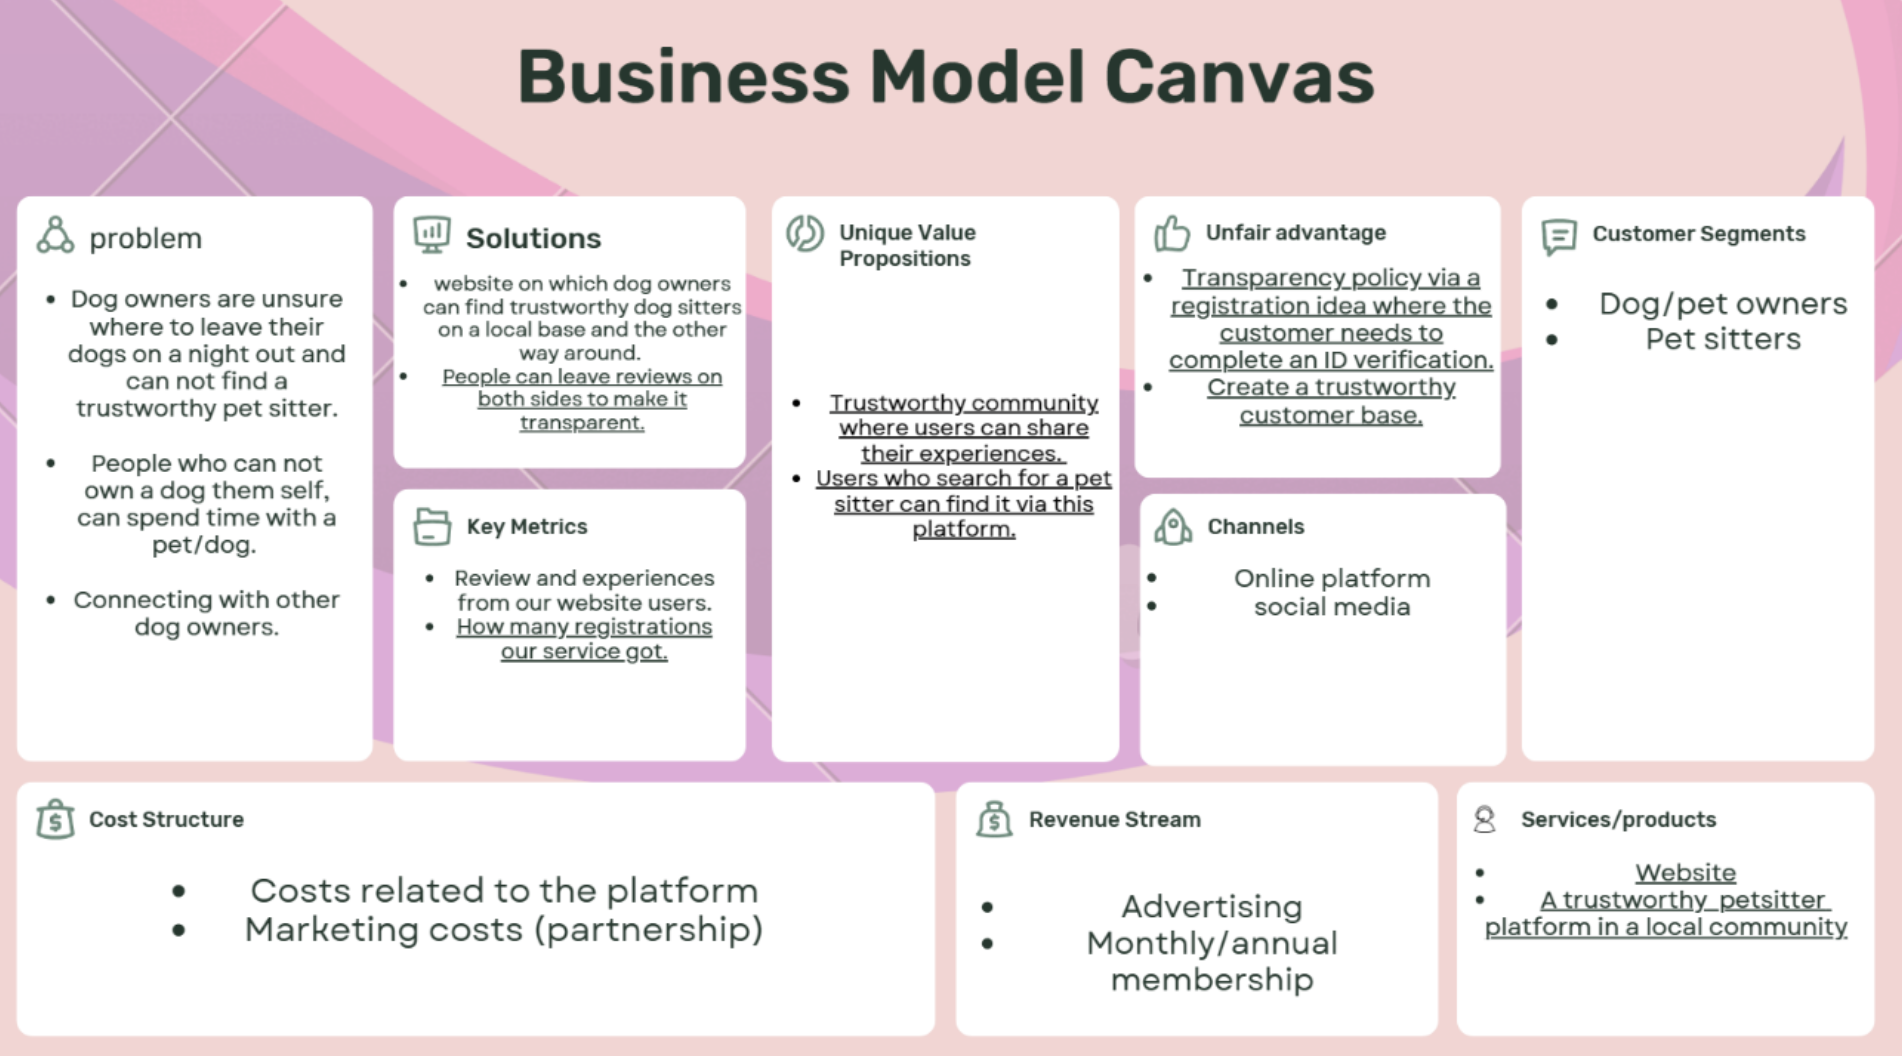 Business Model Canvas
problem
• Dog owners are unsure
where to leave their
dogs on a night out and
can not find a
trustworthy pet sitter.
• People who can not
own a dog them self,
can spend time with a
pet/dog.
• Connecting with other
dog owners.
Solutions
• website on which dog owners
can find trustworthy dog sitters
on a local base and the other
way around.
• People can leave reviews on
both sides to make it
transparent.
Key Metrics
• Review and experiences
from our website users.
• How many registrations
our service got.
Unique Value
Propositions
• Trustworthy community
where users can share
their experiences.
• Users who search for a pet
sitter can find it via this
platform.
Unfair advantage
• Transparency policy via a
registration idea where the
customer needs to
complete an ID verification.
• Create a trustworthy
customer base.
Channels
• Online platform
• social media
Customer Segments
• Dog/pet owners
• Pet sitters
Cost Structure
• Costs related to the platform
• Marketing costs (partnership)
Revenue Stream
• Advertising
• Monthly/annual
membership
Services/products
• Website
• A trustworthy petsitter
platform in a local community